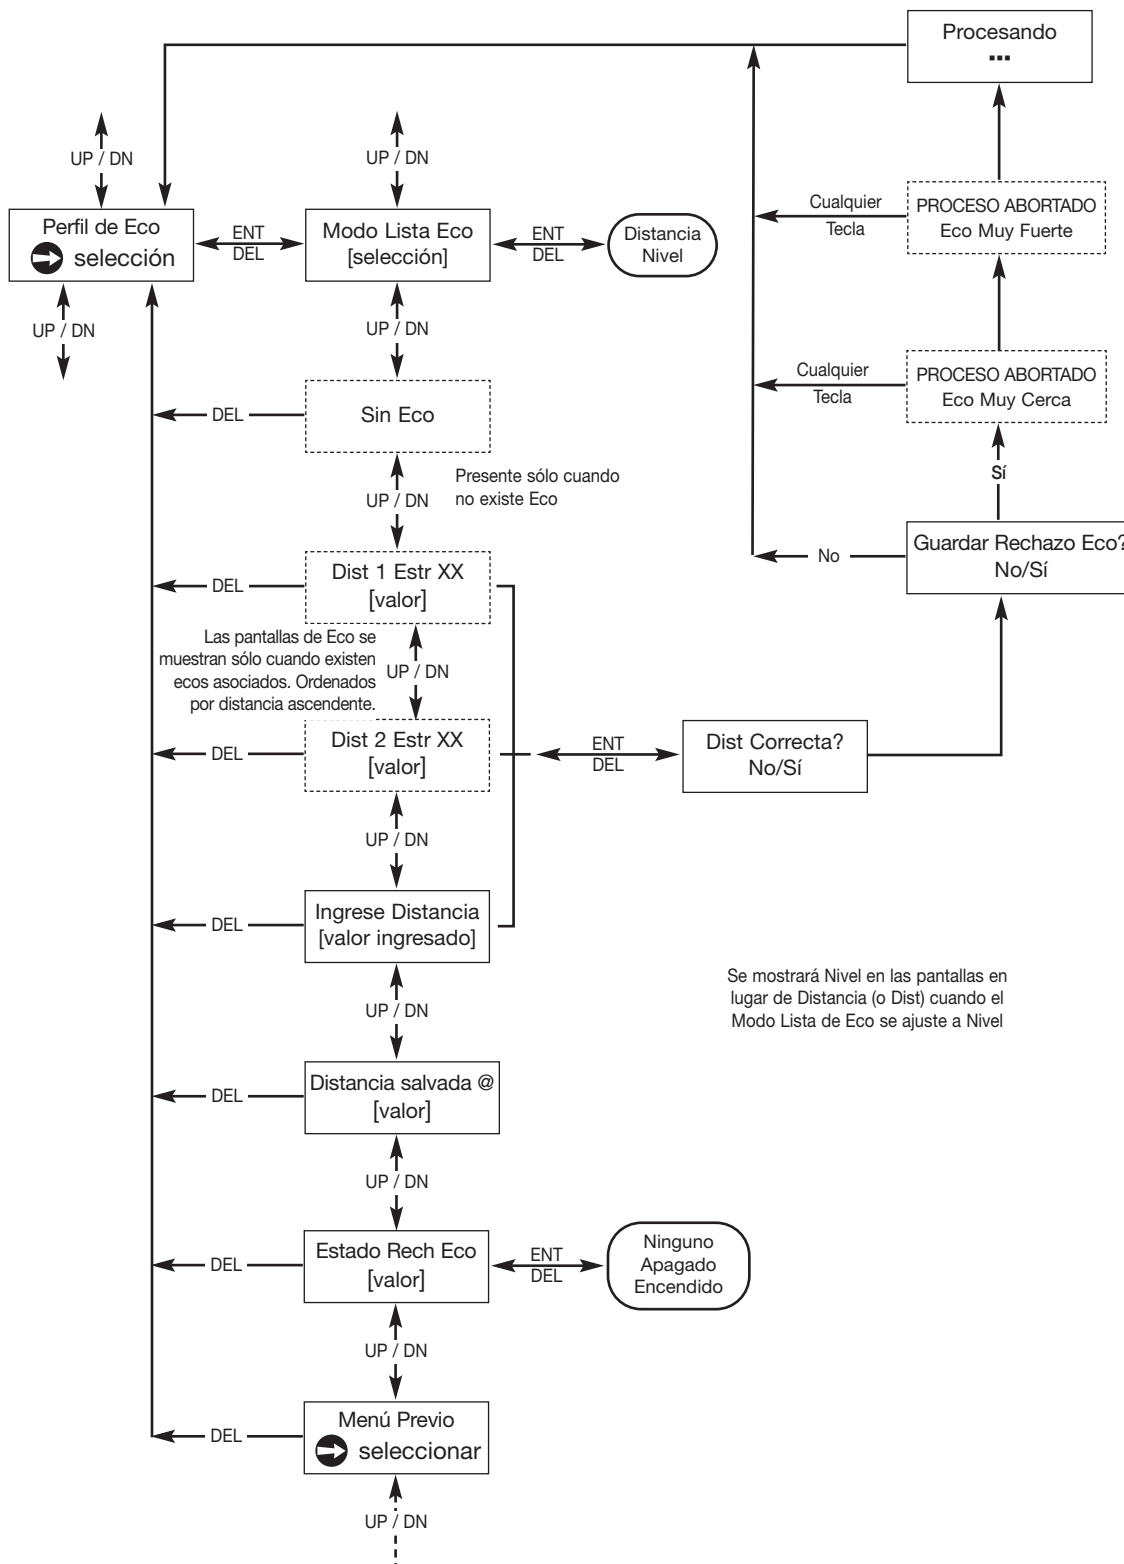 Procesando
...
UP / DN
UP / DN
Perfil de Eco
selección
ENT
DEL
Modo Lista Eco
[selección]
ENT
DEL
Distancia
Nivel
Cualquier
Tecla
PROCESO ABORTADO
Eco Muy Fuerte
UP / DN
UP / DN
Cualquier
Tecla
PROCESO ABORTADO
Eco Muy Cerca
DEL
Sin Eco
Sí
UP / DN
Presente sólo cuando
no existe Eco
No
Guardar Rechazo Eco?
No/Sí
DEL
Dist 1 Estr XX
[valor]
Las pantallas de Eco se
muestran sólo cuando existen
ecos asociados. Ordenados
por distancia ascendente.
UP / DN
DEL
Dist 2 Estr XX
[valor]
ENT
DEL
Dist Correcta?
No/Sí
UP / DN
DEL
Ingrese Distancia
[valor ingresado]
Se mostrará Nivel en las pantallas en
lugar de Distancia (o Dist) cuando el
Modo Lista de Eco se ajuste a Nivel
UP / DN
DEL
Distancia salvada @
[valor]
UP / DN
DEL
Estado Rech Eco
[valor]
ENT
DEL
Ninguno
Apagado
Encendido
UP / DN
DEL
Menú Previo
seleccionar
UP / DN